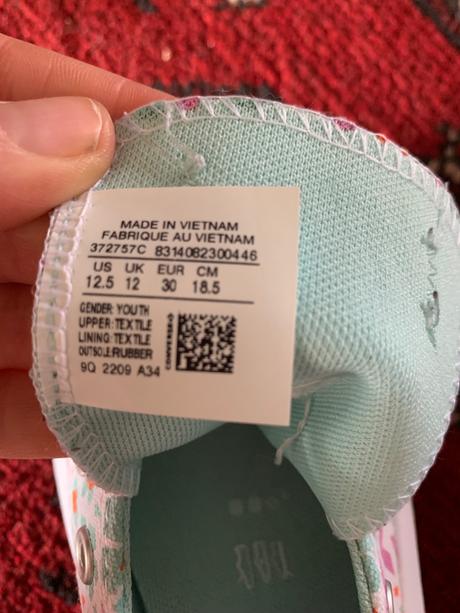 MADE IN VIETNAM
FABRIQUE AU VIETNAM
372757C 8314082300446
US UK EUR CM
12.5 12 30 18.5
GENDER: YOUTH
UPPER: TEXTILE
LINING: TEXTILE
OUTSOLE:RUBBER
CONVERSE
9Q 2209 A34